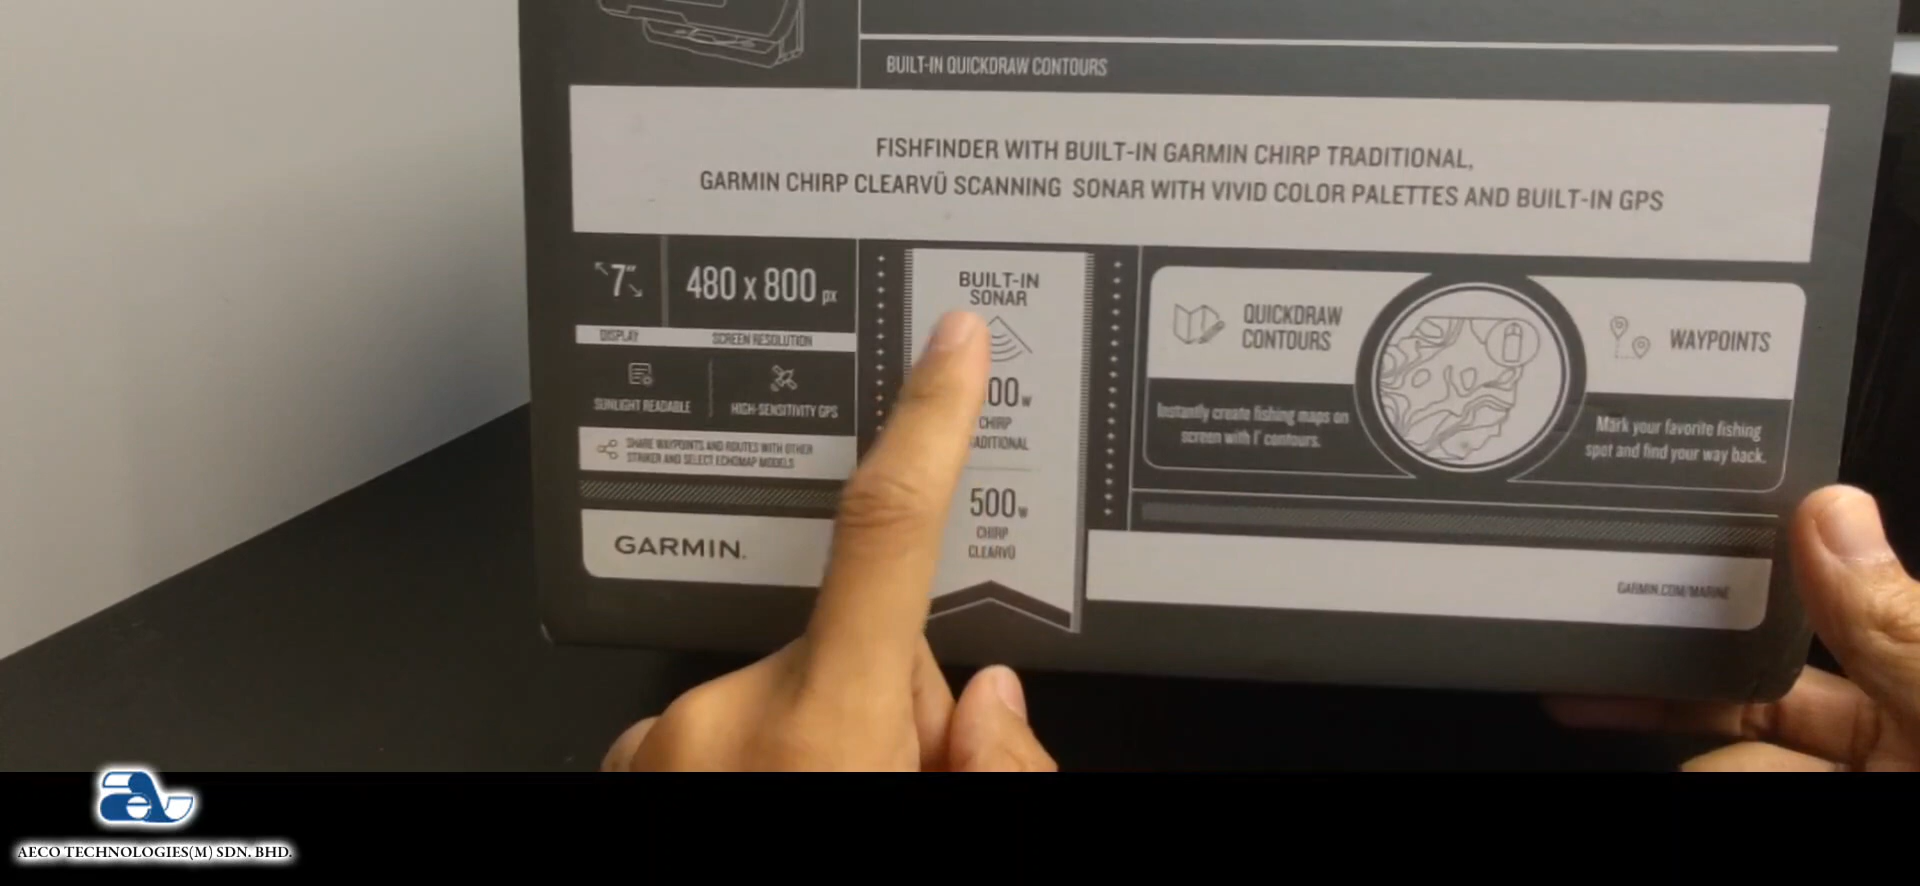 BUILT-IN QUICKDRAW CONTOURS
FISHFINDER WITH BUILT-IN GARMIN CHIRP TRADITIONAL,
GARMIN CHIRP CLEARVÜ SCANNING SONAR WITH VIVID COLOR PALETTES AND BUILT-IN GPS
7"
480 x 800 px
DISPLAY
SCREEN RESOLUTION
SUNLIGHT READABLE
HIGH-SENSITIVITY GPS
SHARE WAYPOINTS AND ROUTES WITH OTHER
STRIKER AND SELECT ECHOMAP MODELS
GARMIN.
BUILT-IN
SONAR
CHIRP
500 W
CHIRP
CLEARVÜ
QUICKDRAW
CONTOURS
Instantly create fishing maps on
screen with 1' contours.
WAYPOINTS
Mark your favorite fishing
spot and find your way back.
GARMIN.COM/MARINE
AECO TECHNOLOGIES(M) SDN. BHD.